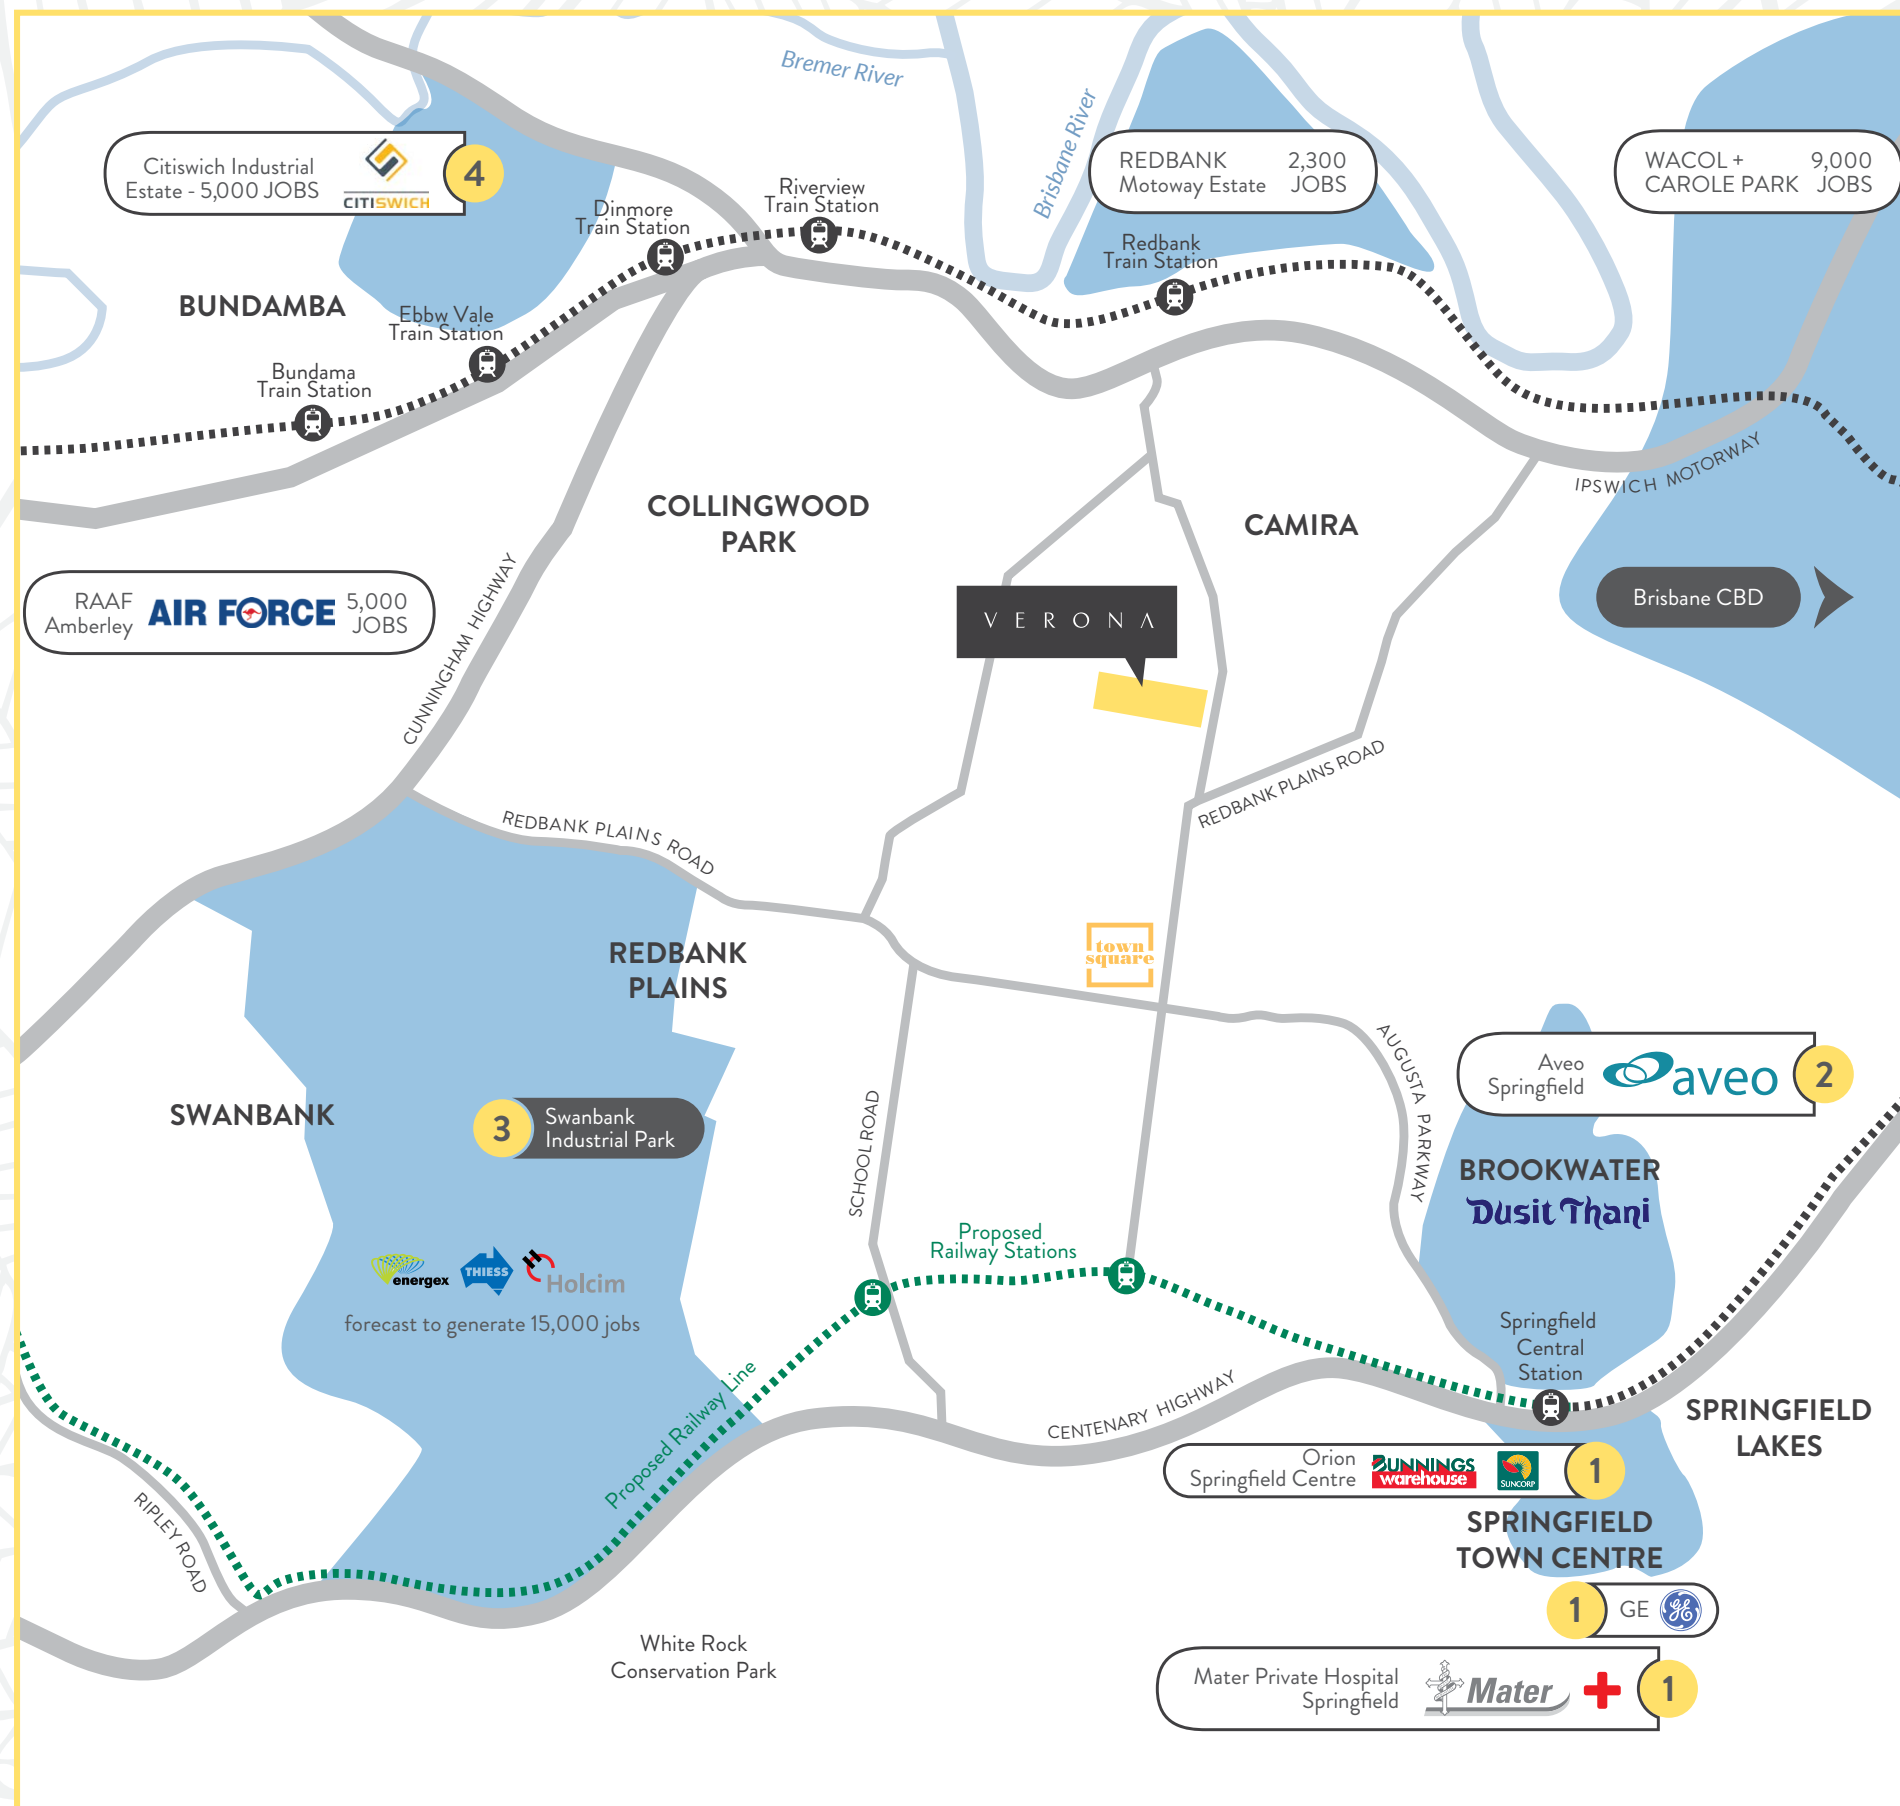 Bremer River
Brisbane River
Citiswich Industrial
Estate - 5,000 JOBS
CITISWICH
4
Riverview
Train Station
Dinmore
Train Station
REDBANK 2,300
Motoway Estate JOBS
WACOL + 9,000
CAROLE PARK JOBS
Redbank
Train Station
BUNDAMBA
Ebbw Vale
Train Station
Bundama
Train Station
IPSWICH MOTORWAY
COLLINGWOOD
PARK
CAMIRA
CUNNINGHAM HIGHWAY
RAAF
Amberley
AIR FORCE
5,000
JOBS
VERONA
Brisbane CBD
REDBANK PLAINS ROAD
REDBANK PLAINS ROAD
REDBANK
PLAINS
town
square
AUGUSTA PARKWAY
Aveo
Springfield
aveo
2
SWANBANK
3
Swanbank
Industrial Park
SCHOOL ROAD
BROOKWATER
Dusit Thani
Proposed
Railway Stations
energex
THIESS
Holcim
forecast to generate 15,000 jobs
Springfield
Central
Station
Proposed Railway Line
CENTENARY HIGHWAY
SPRINGFIELD
LAKES
Orion
Springfield Centre
BUNNINGS
warehouse
SUNCORP
1
RIPLEY ROAD
SPRINGFIELD
TOWN CENTRE
1
GE
GE
White Rock
Conservation Park
Mater Private Hospital
Springfield
Mater
1